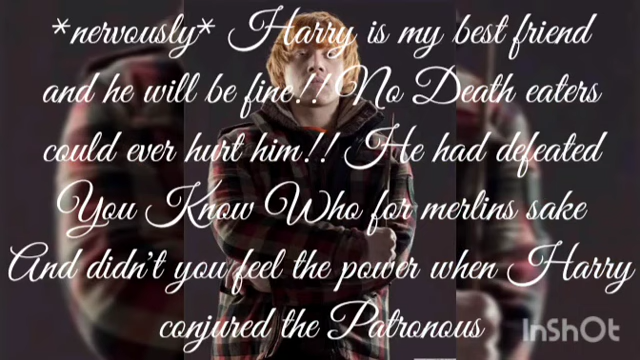 *nervously* Harry is my best friend
and he will be fine!! No Death eaters
could ever hurt him!! He had defeated
You Know Who for merlins sake
And didn't you feel the power when Harry
conjured the Patronous
InShOt